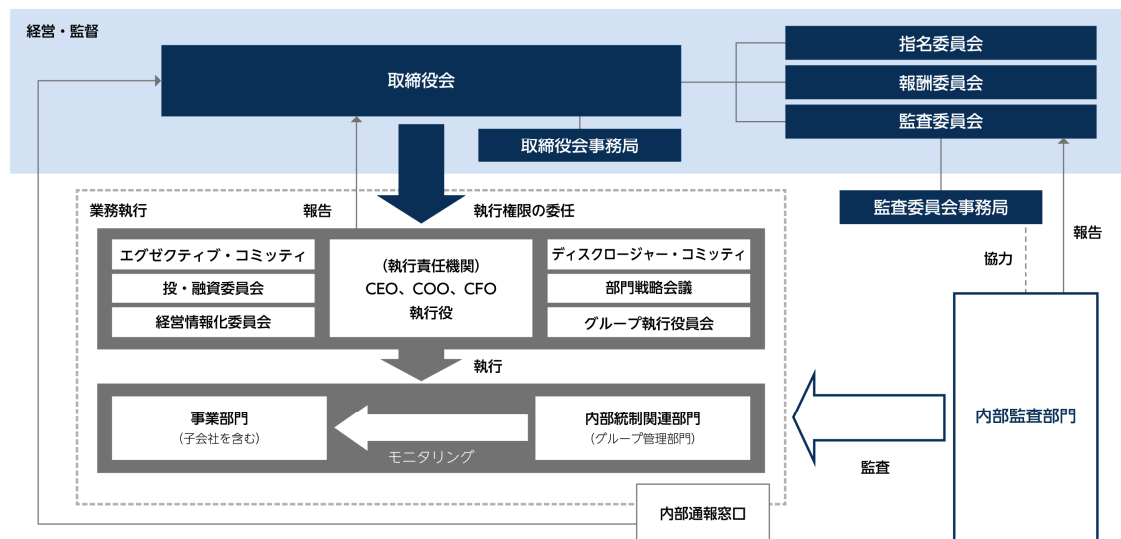 経営・監督
取締役会
指名委員会
報酬委員会
監査委員会
取締役会事務局
監査委員会事務局
業務執行
報告
執行権限の委任
報告
協力
エグゼクティブ・コミッティ
投・融資委員会
経営情報化委員会
（執行責任機関）
CEO、COO、CFO
執行役
ディスクロージャー・コミッティ
部門戦略会議
グループ執行役員会
執行
事業部門
（子会社を含む）
モニタリング
内部統制関連部門
（グループ管理部門）
監査
内部監査部門
内部通報窓口